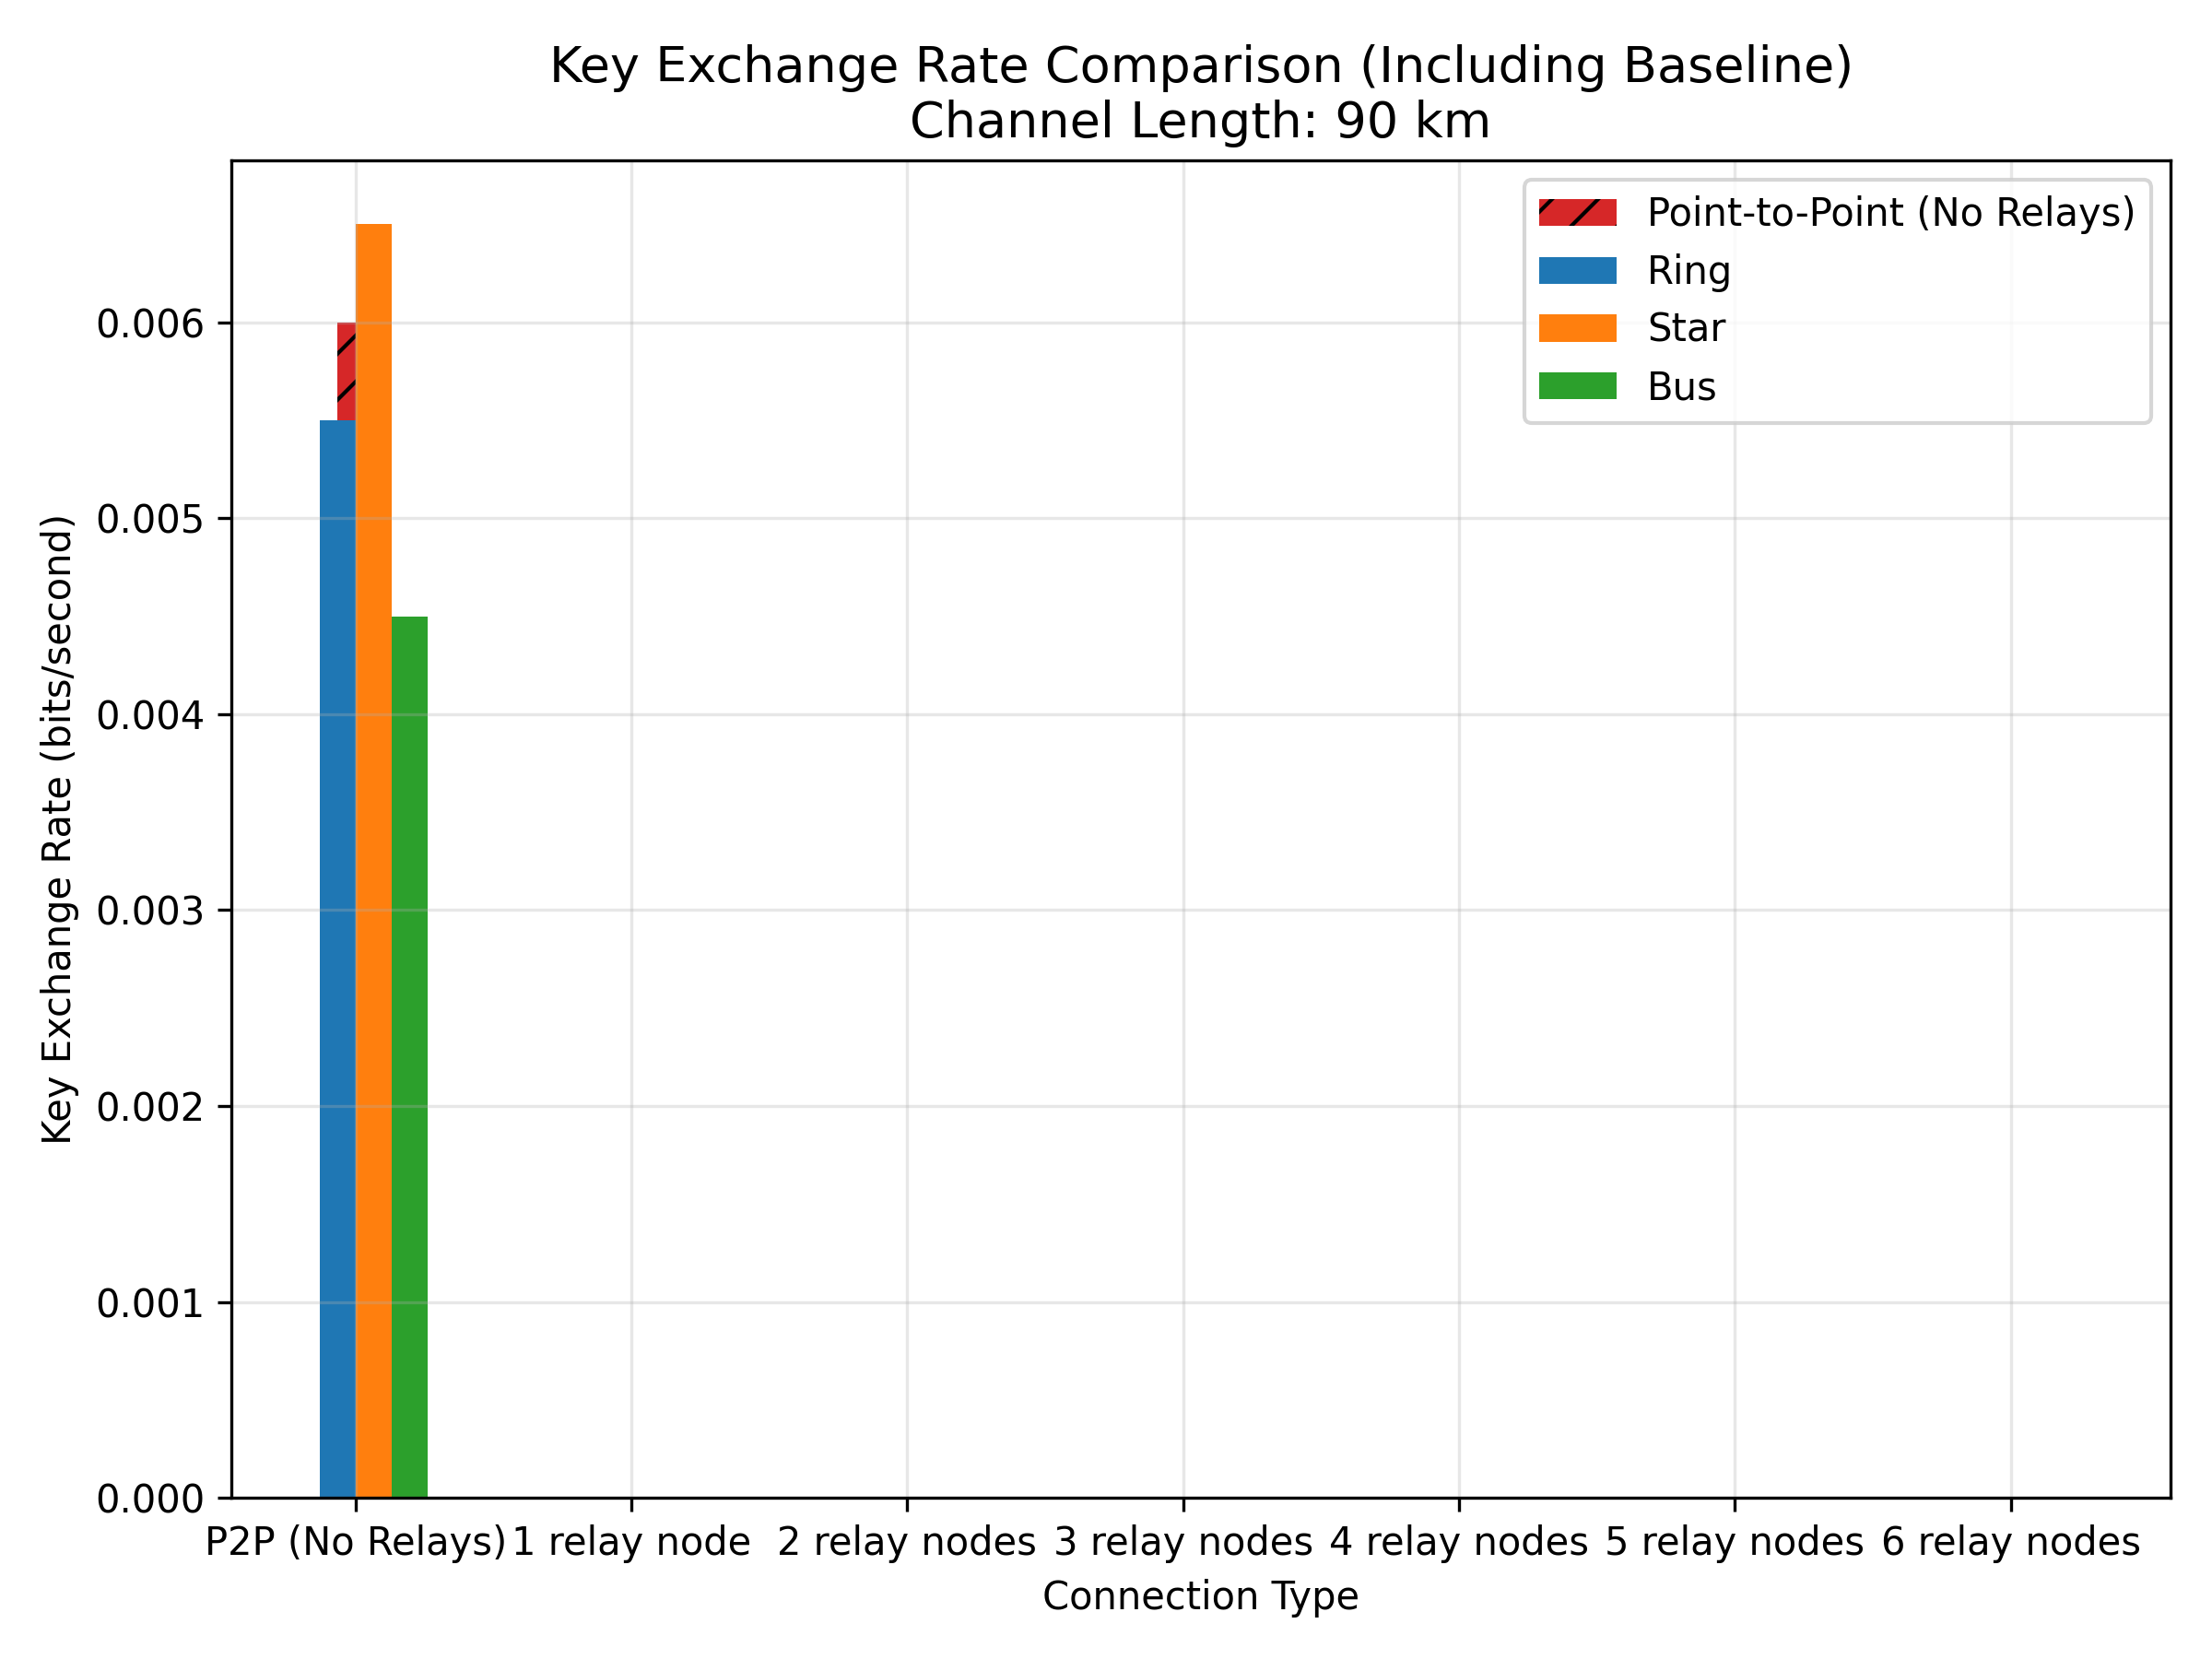 Key Exchange Rate Comparison (Including Baseline)
Channel Length: 90 km
Point-to-Point (No Relays)
Ring
Star
Bus
Key Exchange Rate (bits/second)
0.006
0.005
0.004
0.003
0.002
0.001
0.000
P2P (No Relays) 1 relay node 2 relay nodes 3 relay nodes 4 relay nodes 5 relay nodes 6 relay nodes
Connection Type